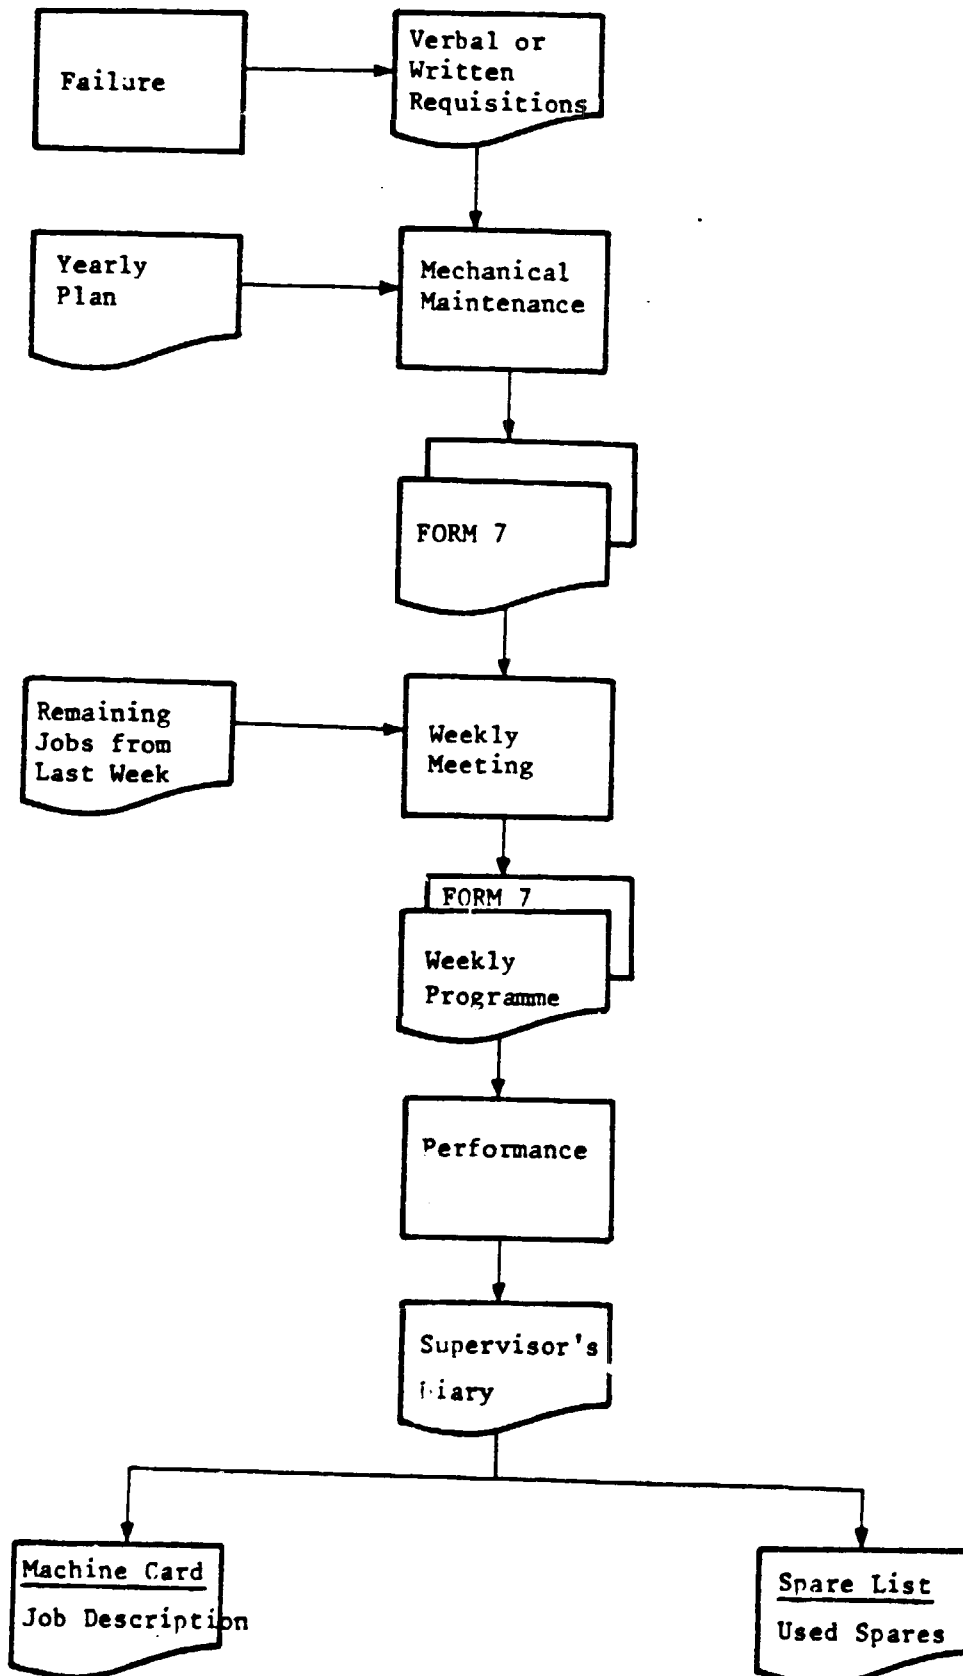 Failure
Verbal or
Written
Requisitions
Yearly
Plan
Mechanical
Maintenance
FORM 7
Remaining
Jobs from
Last Week
Weekly
Meeting
FORM 7
Weekly
Programme
Performance
Supervisor's
Diary
Machine Card
Job Description
Spare List
Used Spares